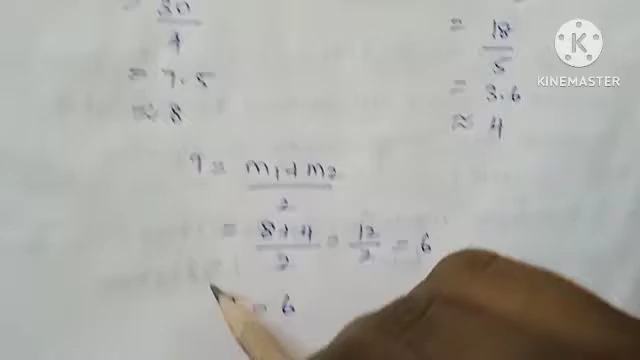 = 30/4
= 7.5
≈ 8
= 18/5
= 3.6
≈ 4
KINEMASTER
q = m1+m2/2
= 8+4/2 = 12/2 = 6
= 6